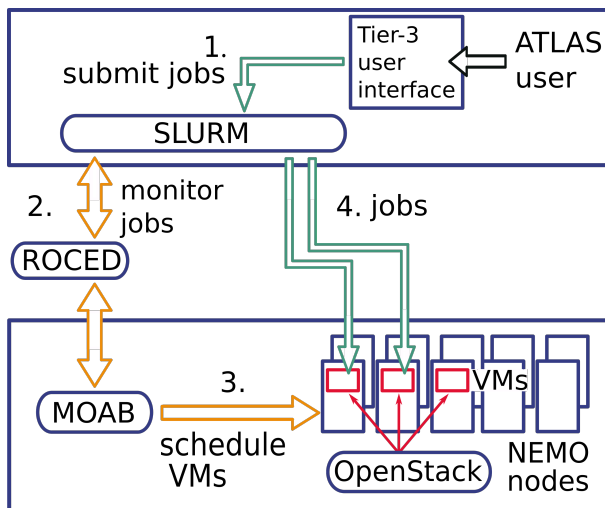 1.
submit jobs
Tier-3
user
interface
ATLAS
user
SLURM
2.
monitor
jobs
4. jobs
ROCED
MOAB
3.
schedule
VMs
VMs
OpenStack
NEMO
nodes